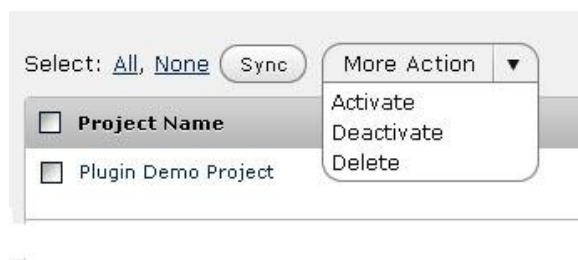 Select: All, None Sync More Action ▼
Activate
Project Name
Deactivate
Plugin Demo Project
Delete